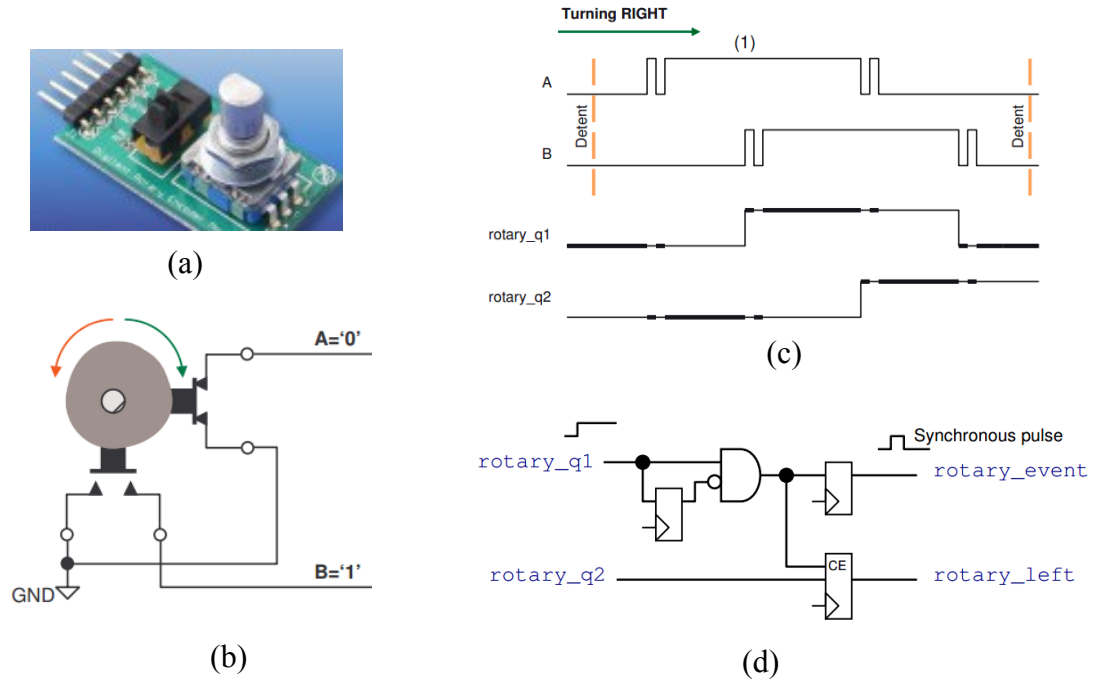 (a)
A='0'
B='1'
GND
(b)
Turning RIGHT
(1)
A
Detent
Detent
B
rotary_q1
rotary_q2
(c)
rotary_q1
Synchronous pulse
rotary_event
rotary_q2
CE
rotary_left
(d)